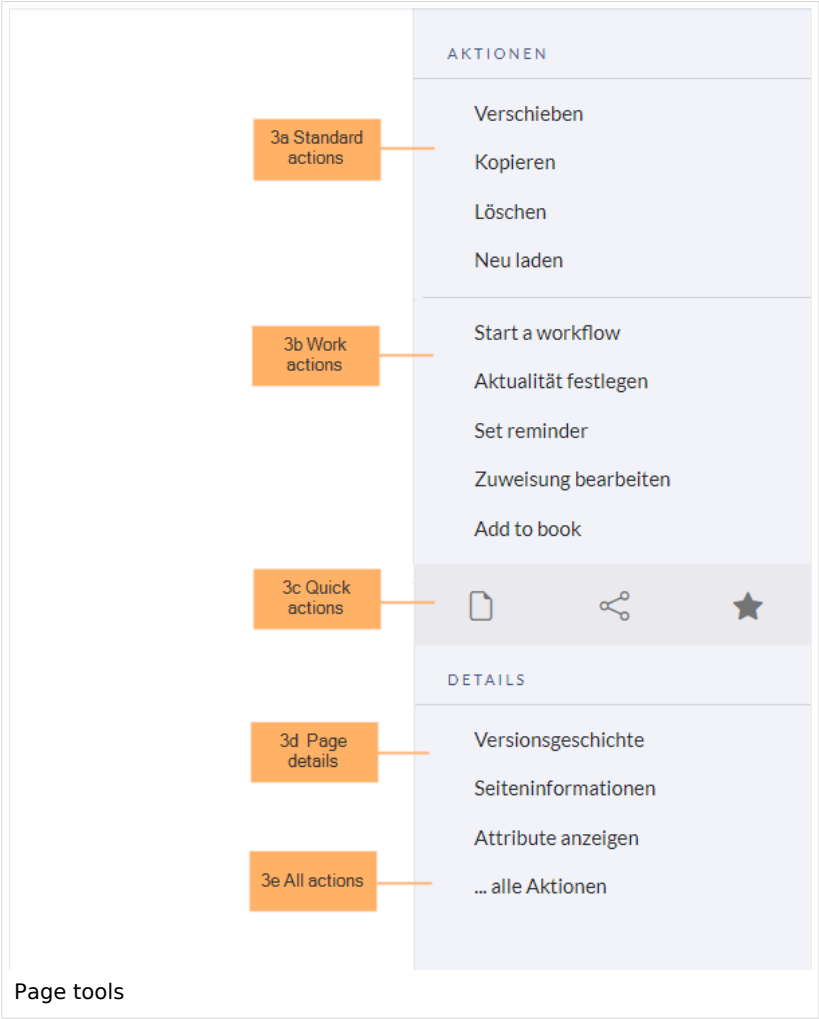 AKTIONEN
3a Standard
actions
Verschieben
Kopieren
Löschen
Neu laden
3b Work
actions
Start a workflow
Aktualität festlegen
Set reminder
Zuweisung bearbeiten
Add to book
3c Quick
actions
DETAILS
3d Page
details
Versionsgeschichte
Seiteninformationen
Attribute anzeigen
3e All actions
... alle Aktionen
Page tools